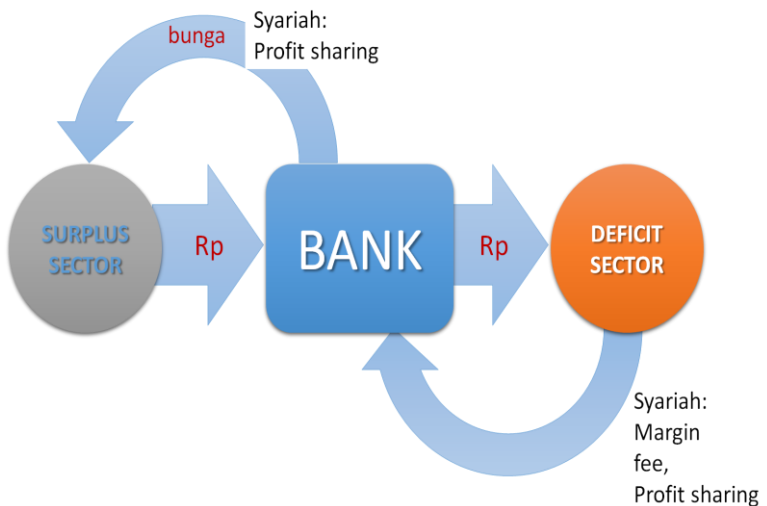 bunga
Syariah:
Profit sharing
SURPLUS
SECTOR
Rp
BANK
Rp
DEFICIT
SECTOR
Syariah:
Margin
fee,
Profit sharing